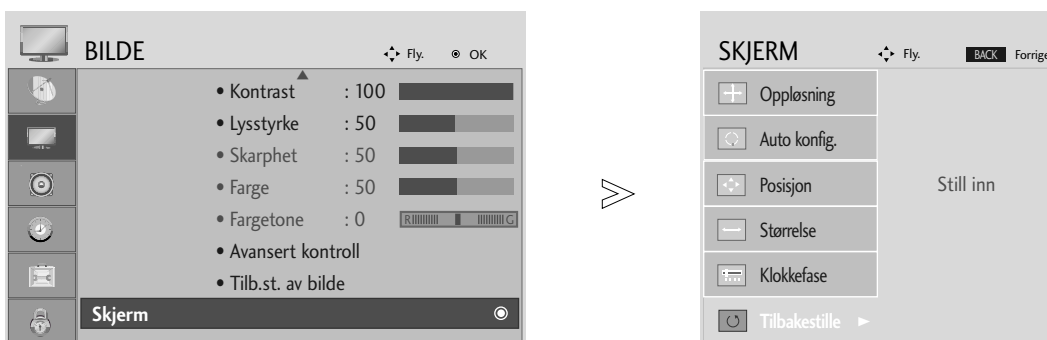 BILDE Fly. OK
• Kontrast : 100
• Lysstyrke : 50
• Skarphet : 50
• Farge : 50
• Fargetone : 0 R G
• Avansert kontroll
• Tilb.st. av bilde
Skjerm
SKJERM Fly. BACK Forrige
Oppløsning
Auto konfig.
Posisjon
Still inn
Størrelse
Klokkefase
Tilbakestille